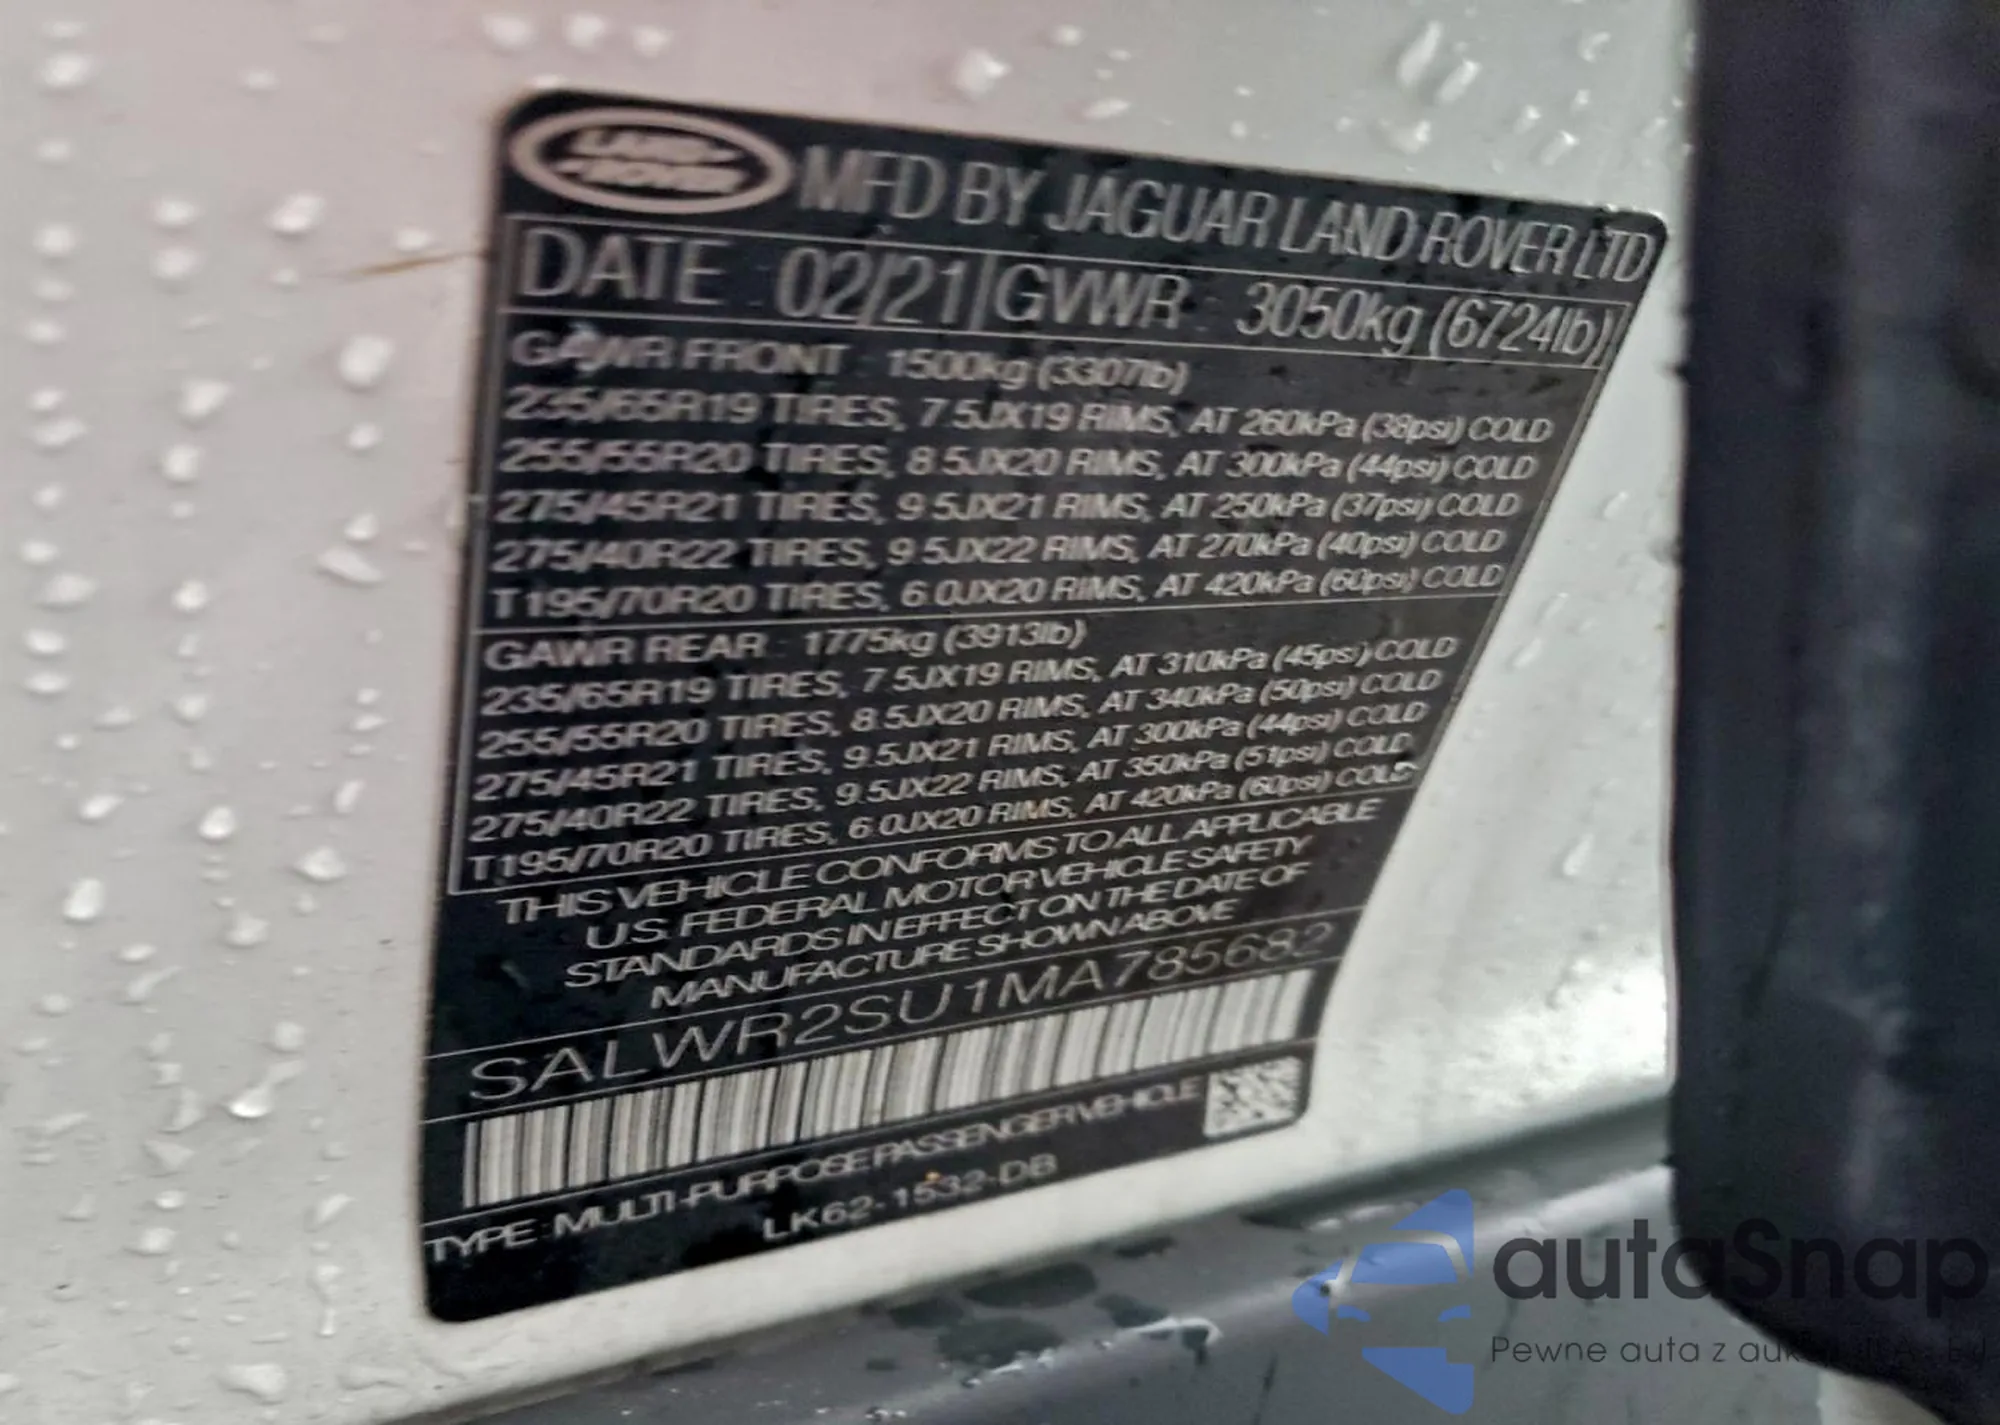 LAND ROVER
MFD BY JAGUAR LAND ROVER LTD
DATE : 02/21 GVWR : 3050kg (6724lb)
GAWR FRONT : 1500kg (3307lb)
235/65R19 TIRES, 7.5JX19 RIMS, AT 260kPa (38psi) COLD
255/55R20 TIRES, 8.5JX20 RIMS, AT 300kPa (44psi) COLD
275/45R21 TIRES, 9.5JX21 RIMS, AT 250kPa (37psi) COLD
275/40R22 TIRES, 9.5JX22 RIMS, AT 270kPa (40psi) COLD
T195/70R20 TIRES, 6.0JX20 RIMS, AT 420kPa (60psi) COLD
GAWR REAR : 1775kg (3913lb)
235/65R19 TIRES, 7.5JX19 RIMS, AT 310kPa (45psi) COLD
255/55R20 TIRES, 8.5JX20 RIMS, AT 340kPa (50psi) COLD
275/45R21 TIRES, 9.5JX21 RIMS, AT 300kPa (44psi) COLD
275/40R22 TIRES, 9.5JX22 RIMS, AT 350kPa (51psi) COLD
T195/70R20 TIRES, 6.0JX20 RIMS, AT 420kPa (60psi) COLD
THIS VEHICLE CONFORMS TO ALL APPLICABLE
U.S. FEDERAL MOTOR VEHICLE SAFETY
STANDARDS IN EFFECT ON THE DATE OF
MANUFACTURE SHOWN ABOVE
SALWR2SU1MA785682
TYPE : MULTI-PURPOSE PASSENGER VEHICLE
LK62-1532-DB
autaSnap
Pewne auta z